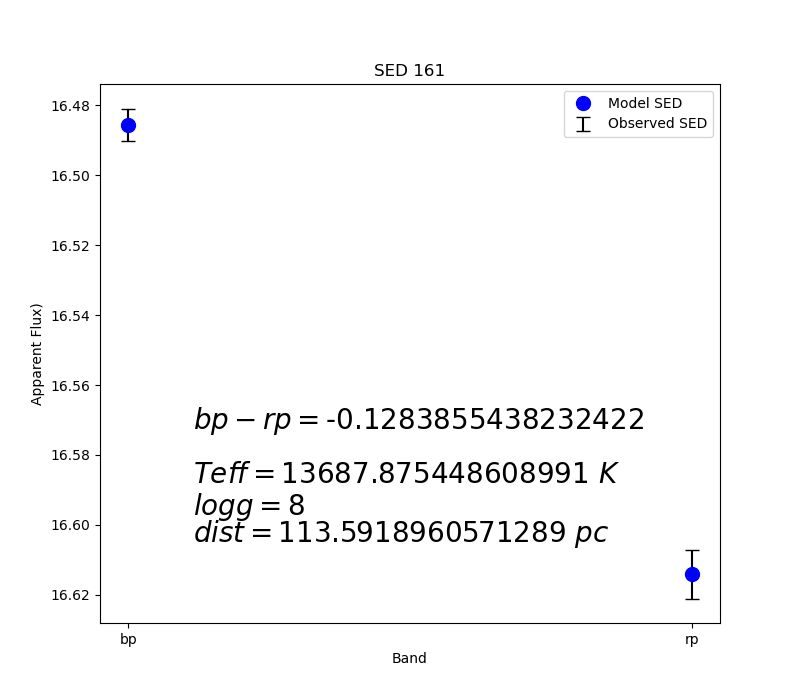 SED 161
Model SED
Observed SED
16.48
16.50
16.52
16.54
16.56
16.58
16.60
16.62
Apparent Flux)
bp − rp = -0.1283855438232422
Teff = 13687.875448608991 K
logg = 8
dist = 113.5918960571289 pc
bp
rp
Band